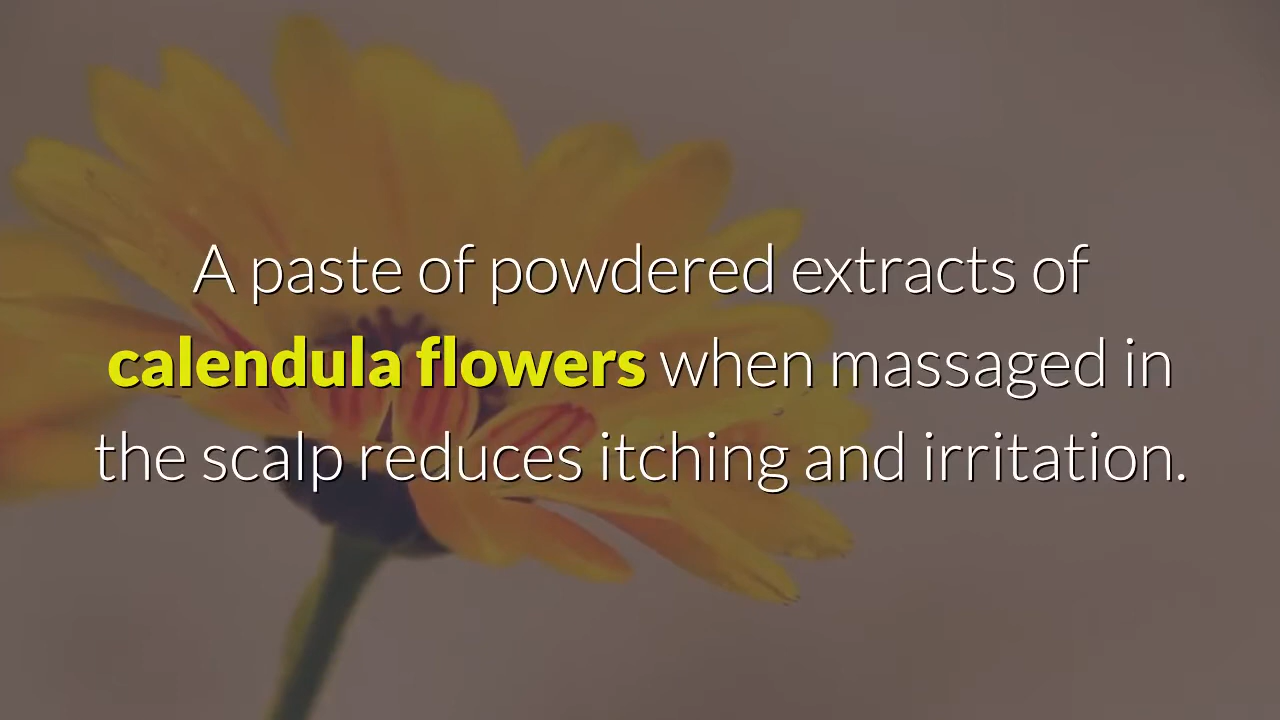 A paste of powdered extracts of
calendula flowers when massaged in
the scalp reduces itching and irritation.